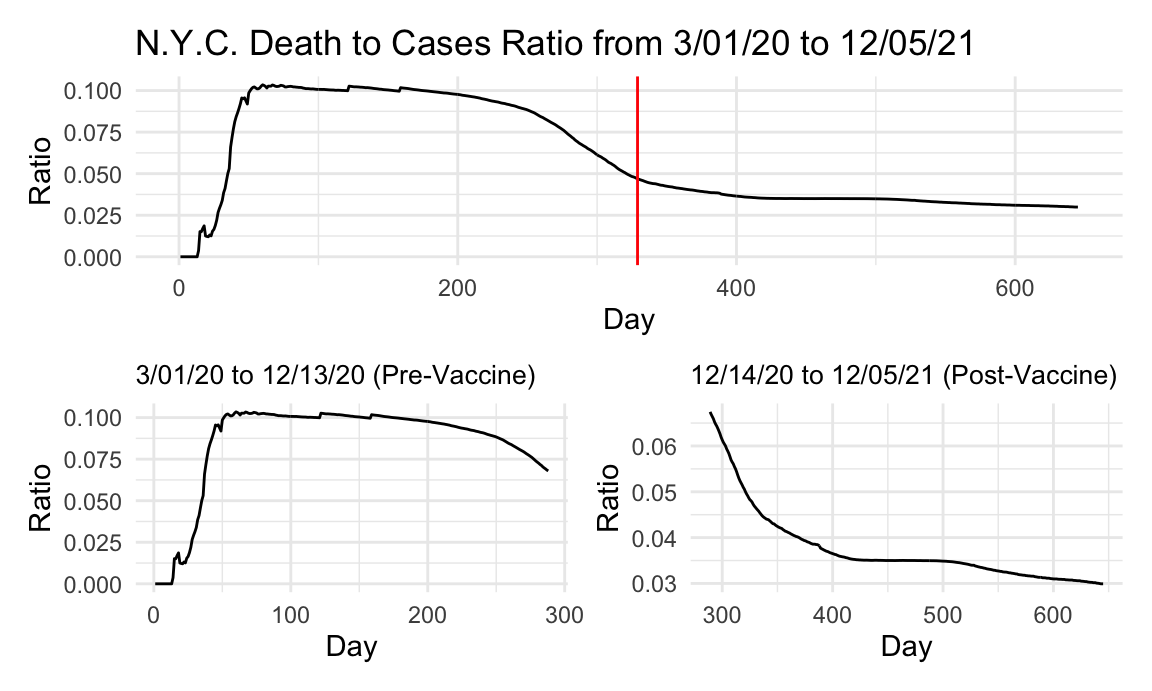 N.Y.C. Death to Cases Ratio from 3/01/20 to 12/05/21
0.100
0.075
0.050
0.025
0.000
Ratio
0 200 400 600
Day
3/01/20 to 12/13/20 (Pre-Vaccine)
0.100
0.075
0.050
0.025
0.000
Ratio
0 100 200 300
Day
12/14/20 to 12/05/21 (Post-Vaccine)
0.06
0.05
0.04
0.03
Ratio
300 400 500 600
Day